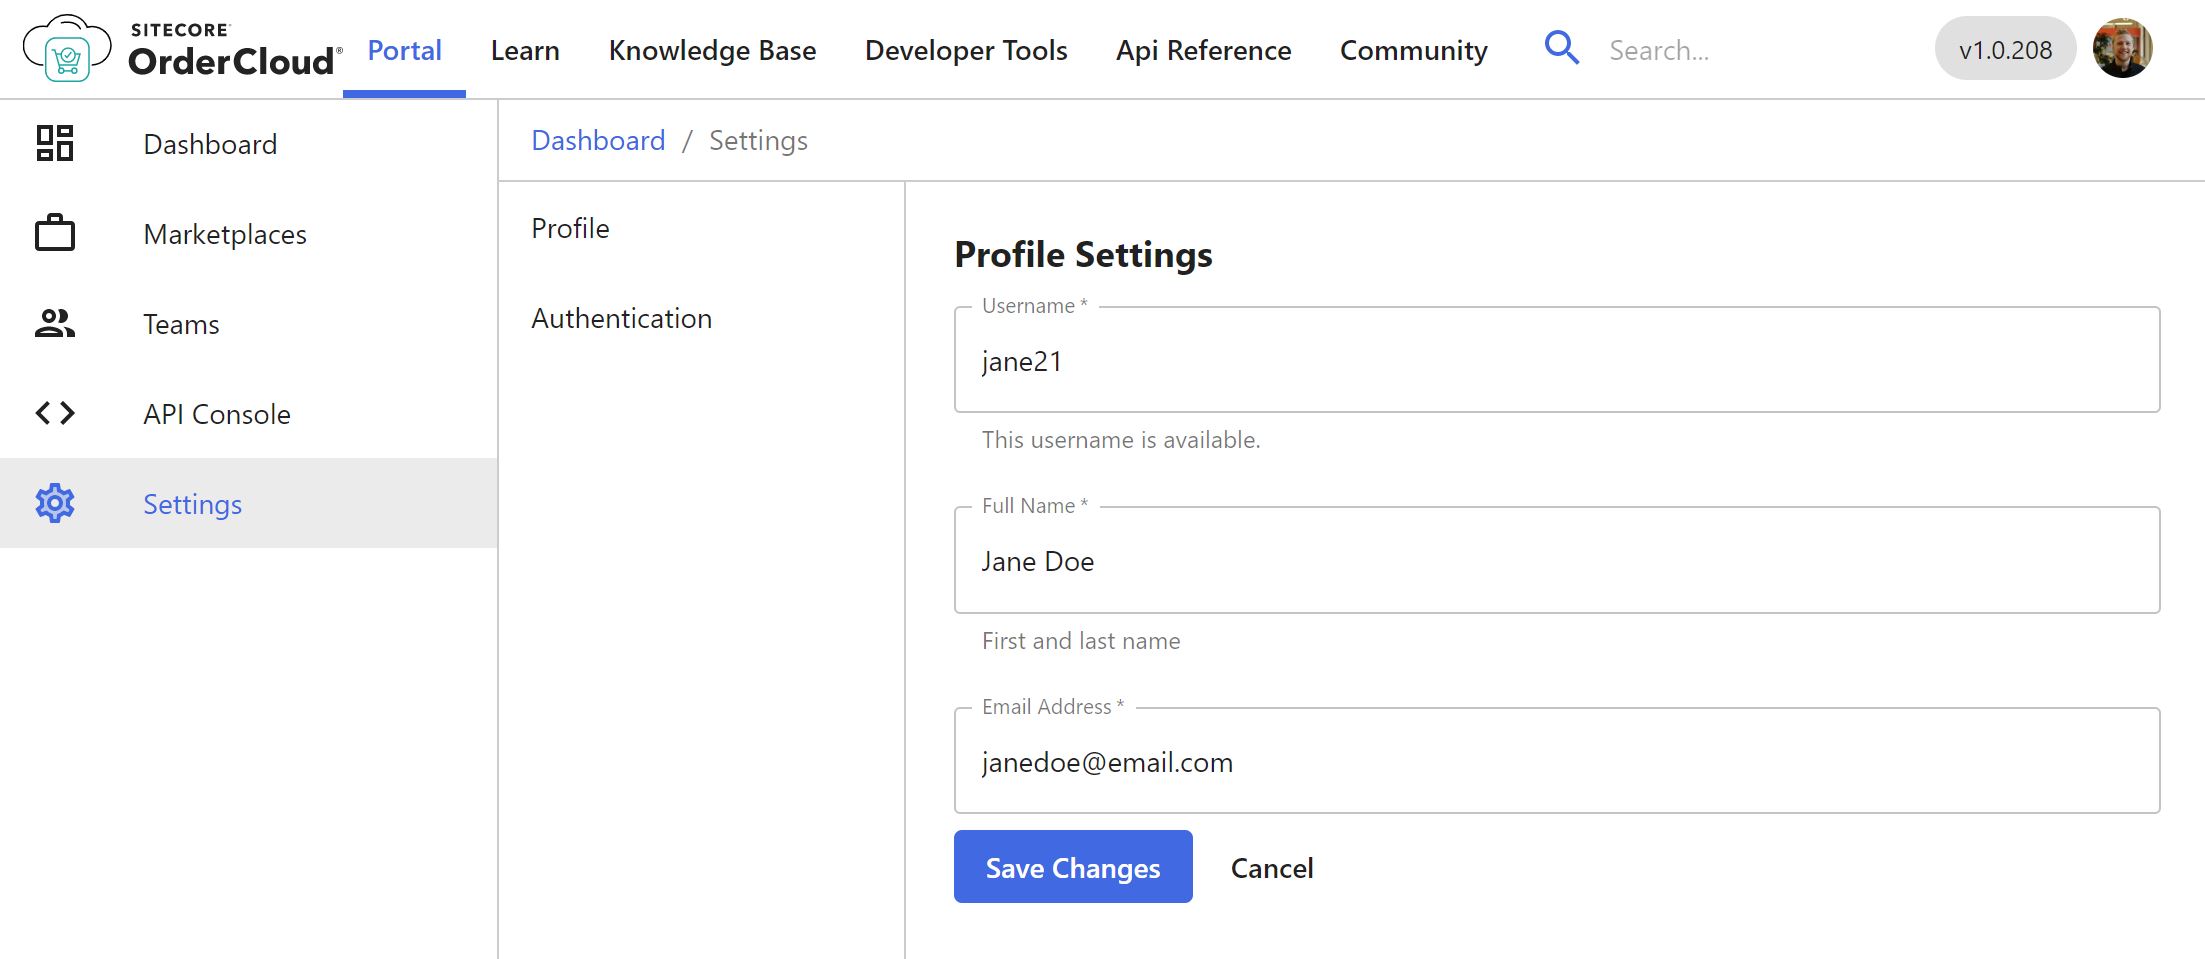 SITECORE
OrderCloud®
Portal
Learn
Knowledge Base
Developer Tools
Api Reference
Community
Search...
v1.0.208
Dashboard
Marketplaces
Teams
API Console
Settings
Dashboard / Settings
Profile
Authentication
Profile Settings
Username *
jane21
This username is available.
Full Name *
Jane Doe
First and last name
Email Address *
janedoe@email.com
Save Changes
Cancel